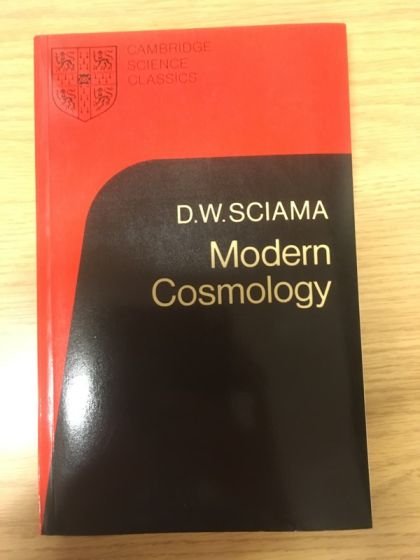 CAMBRIDGE
SCIENCE
CLASSICS
D.W. SCIAMA
Modern
Cosmology